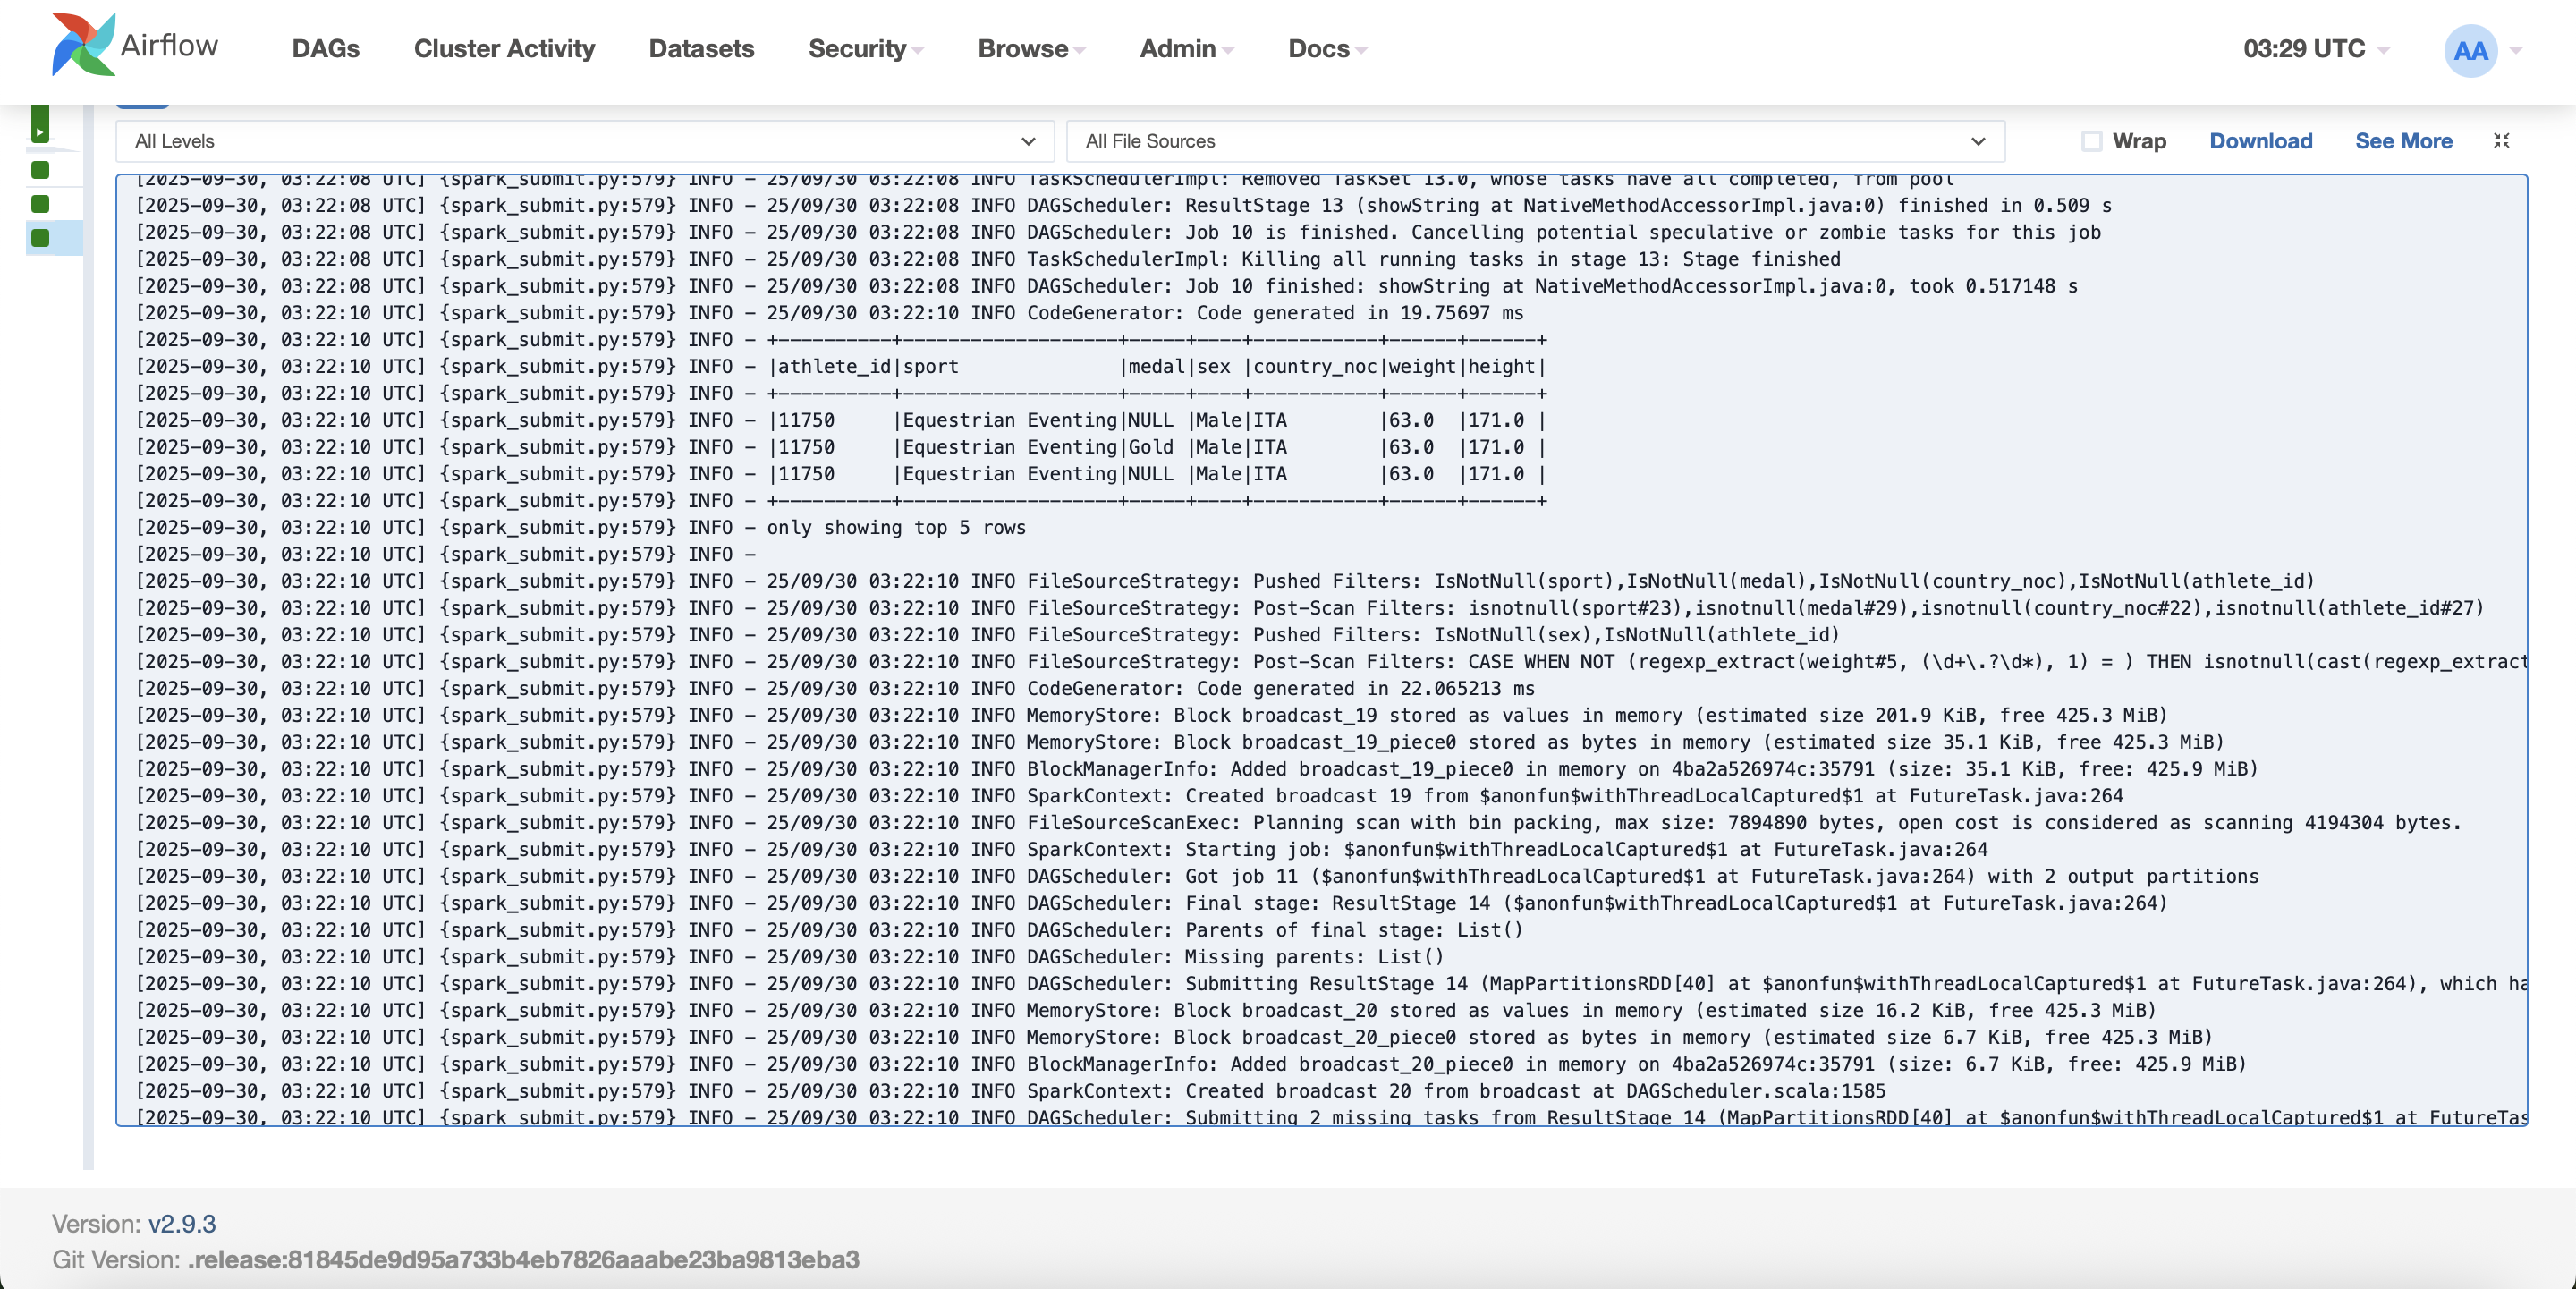 Airflow DAGs Cluster Activity Datasets Security Browse Admin Docs 03:29 UTC AA
All Levels All File Sources Wrap Download See More
[2025-09-30, 03:22:08 UTC] {spark_submit.py:579} INFO - 25/09/30 03:22:08 INFO TaskSchedulerImpl: Removed TaskSet 13.0, whose tasks have all completed, from pool
[2025-09-30, 03:22:08 UTC] {spark_submit.py:579} INFO - 25/09/30 03:22:08 INFO DAGScheduler: ResultStage 13 (showString at NativeMethodAccessorImpl.java:0) finished in 0.509 s
[2025-09-30, 03:22:08 UTC] {spark_submit.py:579} INFO - 25/09/30 03:22:08 INFO DAGScheduler: Job 10 is finished. Cancelling potential speculative or zombie tasks for this job
[2025-09-30, 03:22:08 UTC] {spark_submit.py:579} INFO - 25/09/30 03:22:08 INFO TaskSchedulerImpl: Killing all running tasks in stage 13: Stage finished
[2025-09-30, 03:22:08 UTC] {spark_submit.py:579} INFO - 25/09/30 03:22:08 INFO DAGScheduler: Job 10 finished: showString at NativeMethodAccessorImpl.java:0, took 0.517148 s
[2025-09-30, 03:22:10 UTC] {spark_submit.py:579} INFO - 25/09/30 03:22:10 INFO CodeGenerator: Code generated in 19.75697 ms
[2025-09-30, 03:22:10 UTC] {spark_submit.py:579} INFO - +----------+-------------------+-----+----+-----------+------+------+
[2025-09-30, 03:22:10 UTC] {spark_submit.py:579} INFO - |athlete_id|sport              |medal|sex |country_noc|weight|height|
[2025-09-30, 03:22:10 UTC] {spark_submit.py:579} INFO - +----------+-------------------+-----+----+-----------+------+------+
[2025-09-30, 03:22:10 UTC] {spark_submit.py:579} INFO - |11750     |Equestrian Eventing|NULL |Male|ITA        |63.0  |171.0 |
[2025-09-30, 03:22:10 UTC] {spark_submit.py:579} INFO - |11750     |Equestrian Eventing|Gold |Male|ITA        |63.0  |171.0 |
[2025-09-30, 03:22:10 UTC] {spark_submit.py:579} INFO - |11750     |Equestrian Eventing|NULL |Male|ITA        |63.0  |171.0 |
[2025-09-30, 03:22:10 UTC] {spark_submit.py:579} INFO - +----------+-------------------+-----+----+-----------+------+------+
[2025-09-30, 03:22:10 UTC] {spark_submit.py:579} INFO - only showing top 5 rows
[2025-09-30, 03:22:10 UTC] {spark_submit.py:579} INFO -
[2025-09-30, 03:22:10 UTC] {spark_submit.py:579} INFO - 25/09/30 03:22:10 INFO FileSourceStrategy: Pushed Filters: IsNotNull(sport),IsNotNull(medal),IsNotNull(country_noc),IsNotNull(athlete_id)
[2025-09-30, 03:22:10 UTC] {spark_submit.py:579} INFO - 25/09/30 03:22:10 INFO FileSourceStrategy: Post-Scan Filters: isnotnull(sport#23),isnotnull(medal#29),isnotnull(country_noc#22),isnotnull(athlete_id#27)
[2025-09-30, 03:22:10 UTC] {spark_submit.py:579} INFO - 25/09/30 03:22:10 INFO FileSourceStrategy: Pushed Filters: IsNotNull(sex),IsNotNull(athlete_id)
[2025-09-30, 03:22:10 UTC] {spark_submit.py:579} INFO - 25/09/30 03:22:10 INFO FileSourceStrategy: Post-Scan Filters: CASE WHEN NOT (regexp_extract(weight#5, (\d+\.?\d*), 1) = ) THEN isnotnull(cast(regexp_extract
[2025-09-30, 03:22:10 UTC] {spark_submit.py:579} INFO - 25/09/30 03:22:10 INFO CodeGenerator: Code generated in 22.065213 ms
[2025-09-30, 03:22:10 UTC] {spark_submit.py:579} INFO - 25/09/30 03:22:10 INFO MemoryStore: Block broadcast_19 stored as values in memory (estimated size 201.9 KiB, free 425.3 MiB)
[2025-09-30, 03:22:10 UTC] {spark_submit.py:579} INFO - 25/09/30 03:22:10 INFO MemoryStore: Block broadcast_19_piece0 stored as bytes in memory (estimated size 35.1 KiB, free 425.3 MiB)
[2025-09-30, 03:22:10 UTC] {spark_submit.py:579} INFO - 25/09/30 03:22:10 INFO BlockManagerInfo: Added broadcast_19_piece0 in memory on 4ba2a526974c:35791 (size: 35.1 KiB, free: 425.9 MiB)
[2025-09-30, 03:22:10 UTC] {spark_submit.py:579} INFO - 25/09/30 03:22:10 INFO SparkContext: Created broadcast 19 from $anonfun$withThreadLocalCaptured$1 at FutureTask.java:264
[2025-09-30, 03:22:10 UTC] {spark_submit.py:579} INFO - 25/09/30 03:22:10 INFO FileSourceScanExec: Planning scan with bin packing, max size: 7894890 bytes, open cost is considered as scanning 4194304 bytes.
[2025-09-30, 03:22:10 UTC] {spark_submit.py:579} INFO - 25/09/30 03:22:10 INFO SparkContext: Starting job: $anonfun$withThreadLocalCaptured$1 at FutureTask.java:264
[2025-09-30, 03:22:10 UTC] {spark_submit.py:579} INFO - 25/09/30 03:22:10 INFO DAGScheduler: Got job 11 ($anonfun$withThreadLocalCaptured$1 at FutureTask.java:264) with 2 output partitions
[2025-09-30, 03:22:10 UTC] {spark_submit.py:579} INFO - 25/09/30 03:22:10 INFO DAGScheduler: Final stage: ResultStage 14 ($anonfun$withThreadLocalCaptured$1 at FutureTask.java:264)
[2025-09-30, 03:22:10 UTC] {spark_submit.py:579} INFO - 25/09/30 03:22:10 INFO DAGScheduler: Parents of final stage: List()
[2025-09-30, 03:22:10 UTC] {spark_submit.py:579} INFO - 25/09/30 03:22:10 INFO DAGScheduler: Missing parents: List()
[2025-09-30, 03:22:10 UTC] {spark_submit.py:579} INFO - 25/09/30 03:22:10 INFO DAGScheduler: Submitting ResultStage 14 (MapPartitionsRDD[40] at $anonfun$withThreadLocalCaptured$1 at FutureTask.java:264), which ha
[2025-09-30, 03:22:10 UTC] {spark_submit.py:579} INFO - 25/09/30 03:22:10 INFO MemoryStore: Block broadcast_20 stored as values in memory (estimated size 16.2 KiB, free 425.3 MiB)
[2025-09-30, 03:22:10 UTC] {spark_submit.py:579} INFO - 25/09/30 03:22:10 INFO MemoryStore: Block broadcast_20_piece0 stored as bytes in memory (estimated size 6.7 KiB, free 425.3 MiB)
[2025-09-30, 03:22:10 UTC] {spark_submit.py:579} INFO - 25/09/30 03:22:10 INFO BlockManagerInfo: Added broadcast_20_piece0 in memory on 4ba2a526974c:35791 (size: 6.7 KiB, free: 425.9 MiB)
[2025-09-30, 03:22:10 UTC] {spark_submit.py:579} INFO - 25/09/30 03:22:10 INFO SparkContext: Created broadcast 20 from broadcast at DAGScheduler.scala:1585
[2025-09-30, 03:22:10 UTC] {spark_submit.py:579} INFO - 25/09/30 03:22:10 INFO DAGScheduler: Submitting 2 missing tasks from ResultStage 14 (MapPartitionsRDD[40] at $anonfun$withThreadLocalCaptured$1 at FutureTas
Version: v2.9.3
Git Version: .release:81845de9d95a733b4eb7826aaabe23ba9813eba3